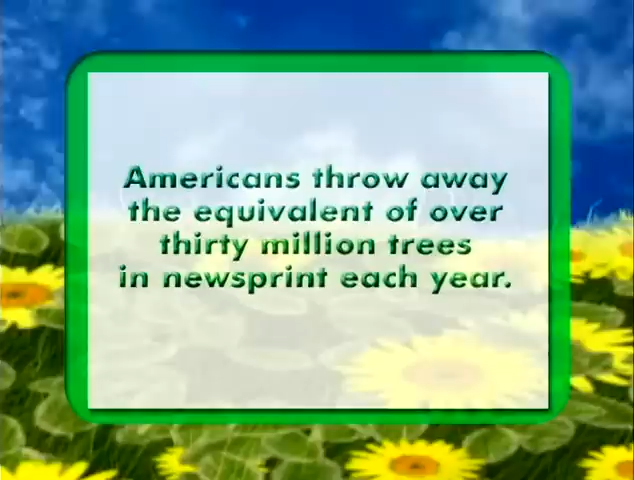 Americans throw away
the equivalent of over
thirty million trees
in newsprint each year.